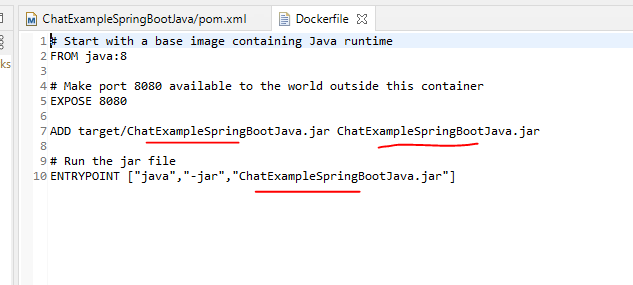 ChatExampleSpringBootJava/pom.xml Dockerfile
ks
1 # Start with a base image containing Java runtime
2 FROM java:8
3
4 # Make port 8080 available to the world outside this container
5 EXPOSE 8080
6
7 ADD target/ChatExampleSpringBootJava.jar ChatExampleSpringBootJava.jar
8
9 # Run the jar file
10 ENTRYPOINT ["java","-jar","ChatExampleSpringBootJava.jar"]